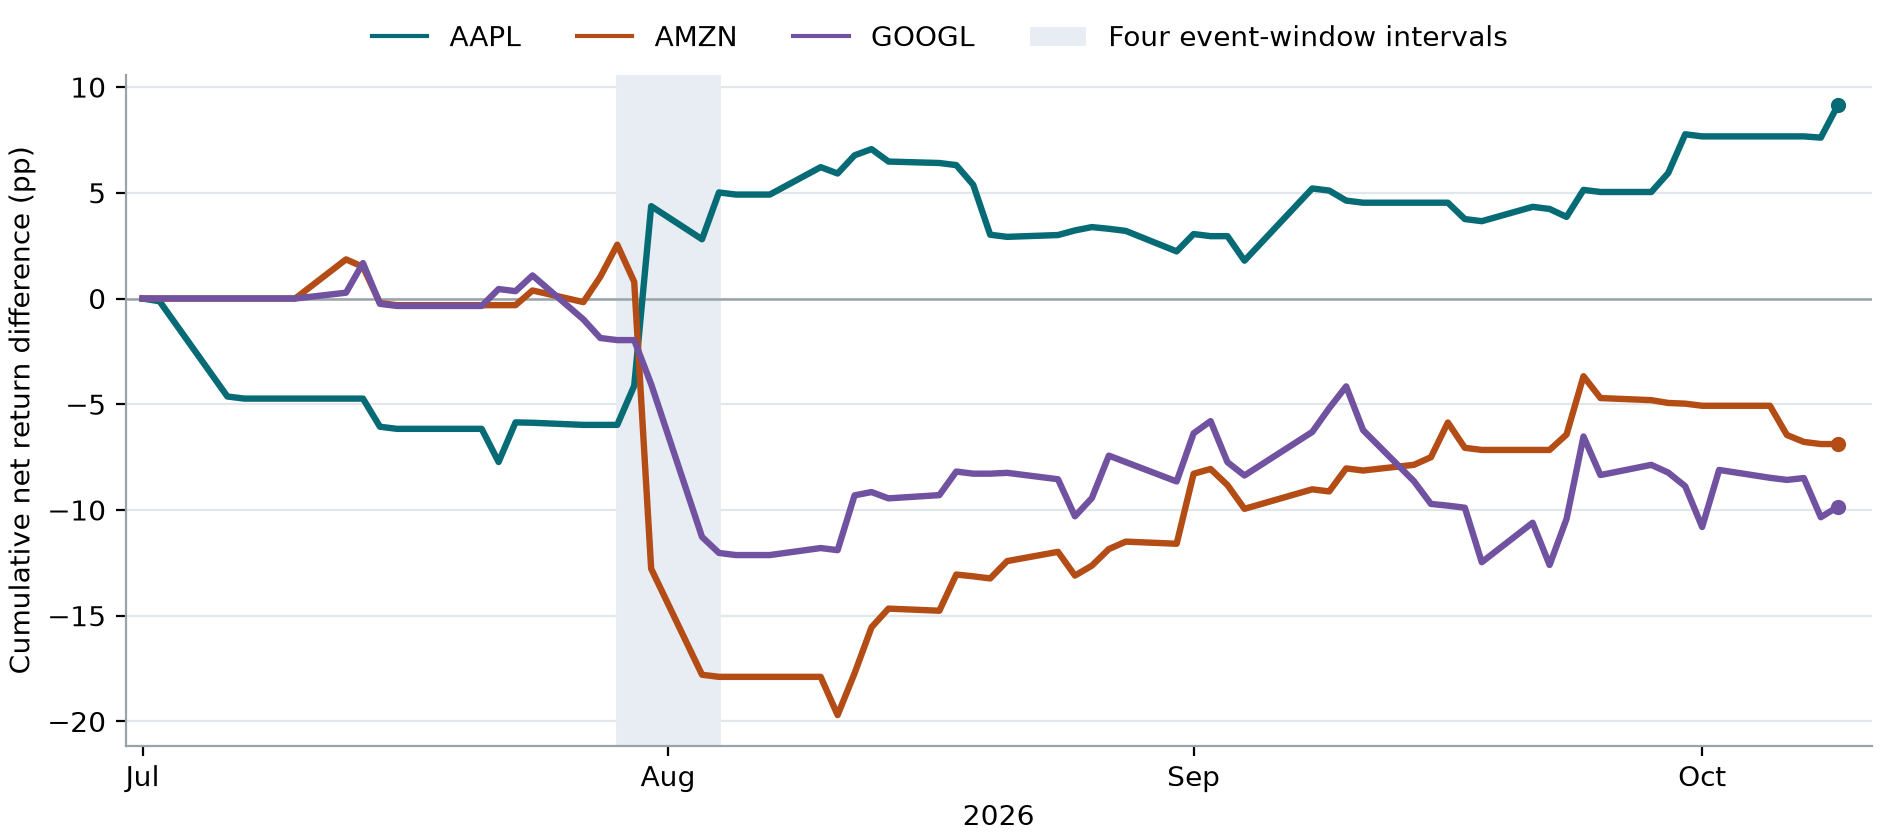 AAPL AMZN GOOGL Four event-window intervals
Cumulative net return difference (pp)
10
5
0
−5
−10
−15
−20
Jul Aug Sep Oct
2026